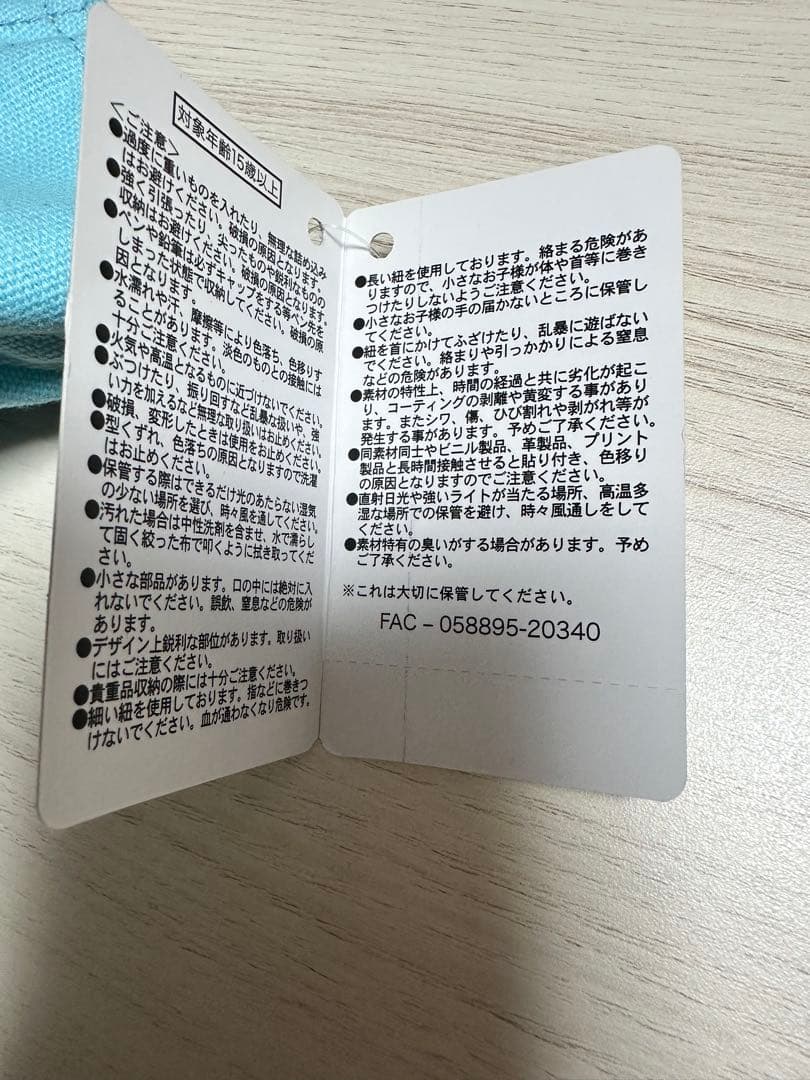 対象年齢15歳以上
<ご注意>
●過度に重いものを入れたり、無理な詰め込み
はお避けください。破損の原因となります。
●強く引張ったり、尖ったものや鋭利なものの
収納はお避けください。破損の原因となります。
●ペンや鉛筆は必ずキャップをする等ペン先を
しまった状態で収納してください。破損の原
因となります。
●水濡れや汗、摩擦等により色落ち、色移りす
ることがあります。淡色のものとの接触には
十分ご注意ください。
●火気や高温となるものに近づけないでください。
●ぶつけたり、振り回すなど乱暴な扱いや、強
い力を加えるなど無理な取り扱いはお止めください。
●破損、変形したときは使用をお止めください。
●型くずれ、色落ちの原因となりますので洗濯
はお止めください。
●保管する際はできるだけ光のあたらない湿気
の少ない場所を選び、時々風を通してください。
●汚れた場合は中性洗剤を含ませ、水で濡らし
て固く絞った布で叩くように拭き取ってくだ
さい。
●小さな部品があります。口の中には絶対に入
れないでください。誤飲、窒息などの危険が
あります。
●デザイン上鋭利な部位があります。取り扱い
にはご注意ください。
●貴重品収納の際には十分ご注意ください。
●細い紐を使用しております。指などに巻きつ
けないでください。血が通わなくなり危険です。
●長い紐を使用しております。絡まる危険があ
りますので、小さなお子様が体や首等に巻き
つけたりしないようご注意ください。
●小さなお子様の手の届かないところに保管し
てください。
●紐を首にかけてふざけたり、乱暴に遊ばない
でください。絡まりや引っかかりによる窒息
などの危険があります。
●素材の特性上、時間の経過と共に劣化が起こ
り、コーティングの剥離や黄変する事があり
ます。またシワ、傷、ひび割れや剥がれ等が
発生する事があります。予めご了承ください。
●同素材同士やビニル製品、革製品、プリント
製品と長時間接触させると貼り付き、色移り
の原因となりますのでご注意ください。
●直射日光や強いライトが当たる場所、高温多
湿な場所での保管を避け、時々風通しをして
ください。
●素材特有の臭いがする場合があります。予め
ご了承ください。
※これは大切に保管してください。
FAC－058895-20340